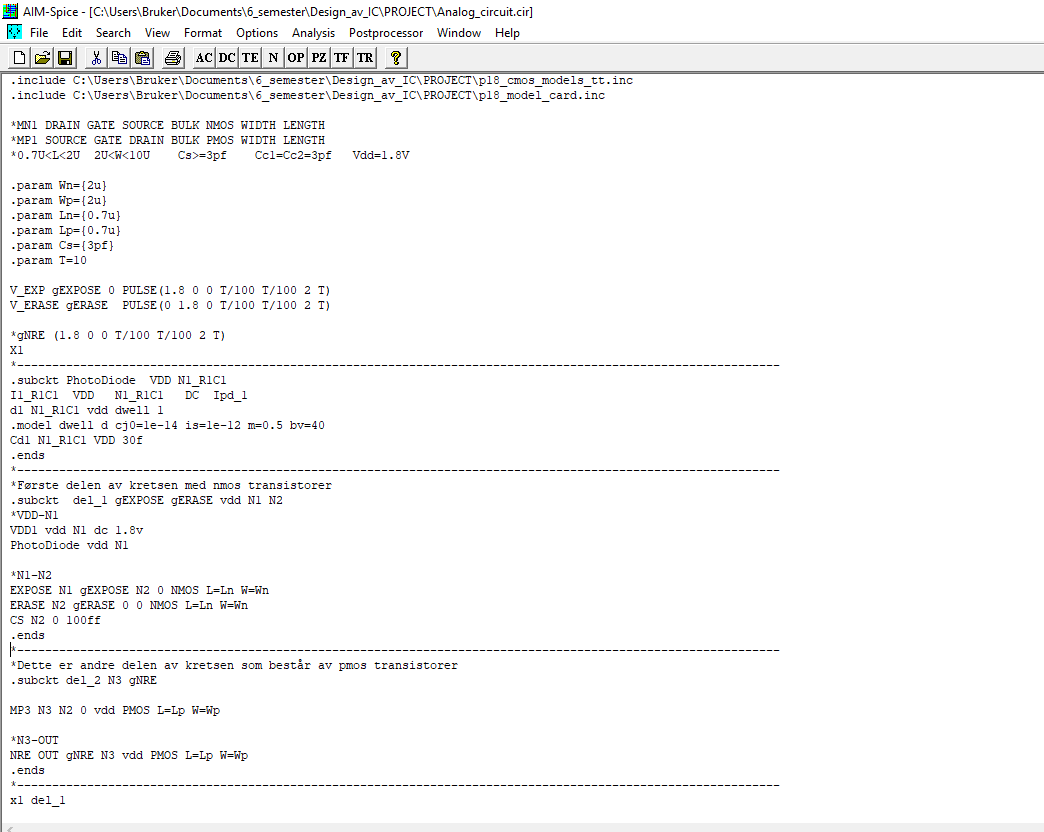 AIM-Spice - [C:\Users\Bruker\Documents\6_semester\Design_av_IC\PROJECT\Analog_circuit.cir]
File Edit Search View Format Options Analysis Postprocessor Window Help
AC DC TE N OP PZ TF TR ?
.include C:\Users\Bruker\Documents\6_semester\Design_av_IC\PROJECT\p18_cmos_models_tt.inc
.include C:\Users\Bruker\Documents\6_semester\Design_av_IC\PROJECT\p18_model_card.inc
*MN1 DRAIN GATE SOURCE BULK NMOS WIDTH LENGTH
*MP1 SOURCE GATE DRAIN BULK PMOS WIDTH LENGTH
*0.7U<L<2U  2U<W<10U    Cs>=3pf    Cc1=Cc2=3pf   Vdd=1.8V
.param Wn={2u}
.param Wp={2u}
.param Ln={0.7u}
.param Lp={0.7u}
.param Cs={3pf}
.param T=10
V_EXP gEXPOSE 0 PULSE(1.8 0 0 T/100 T/100 2 T)
V_ERASE gERASE  PULSE(0 1.8 0 T/100 T/100 2 T)
*gNRE (1.8 0 0 T/100 T/100 2 T)
X1
*--------------------------------------------------------------------------------------------------------------
.subckt PhotoDiode  VDD N1_R1C1
I1_R1C1  VDD   N1_R1C1   DC  Ipd_1
d1 N1_R1C1 vdd dwell 1
.model dwell d cj0=1e-14 is=1e-12 m=0.5 bv=40
Cd1 N1_R1C1 VDD 30f
.ends
*--------------------------------------------------------------------------------------------------------------
*Første delen av kretsen med nmos transistorer
.subckt  del_1 gEXPOSE gERASE vdd N1 N2
*VDD-N1
VDD1 vdd N1 dc 1.8v
PhotoDiode vdd N1
*N1-N2
EXPOSE N1 gEXPOSE N2 0 NMOS L=Ln W=Wn
ERASE N2 gERASE 0 0 NMOS L=Ln W=Wn
CS N2 0 100ff
.ends
*--------------------------------------------------------------------------------------------------------------
*Dette er andre delen av kretsen som består av pmos transistorer
.subckt del_2 N3 gNRE
MP3 N3 N2 0 vdd PMOS L=Lp W=Wp
*N3-OUT
NRE OUT gNRE N3 vdd PMOS L=Lp W=Wp
.ends
*--------------------------------------------------------------------------------------------------------------
x1 del_1